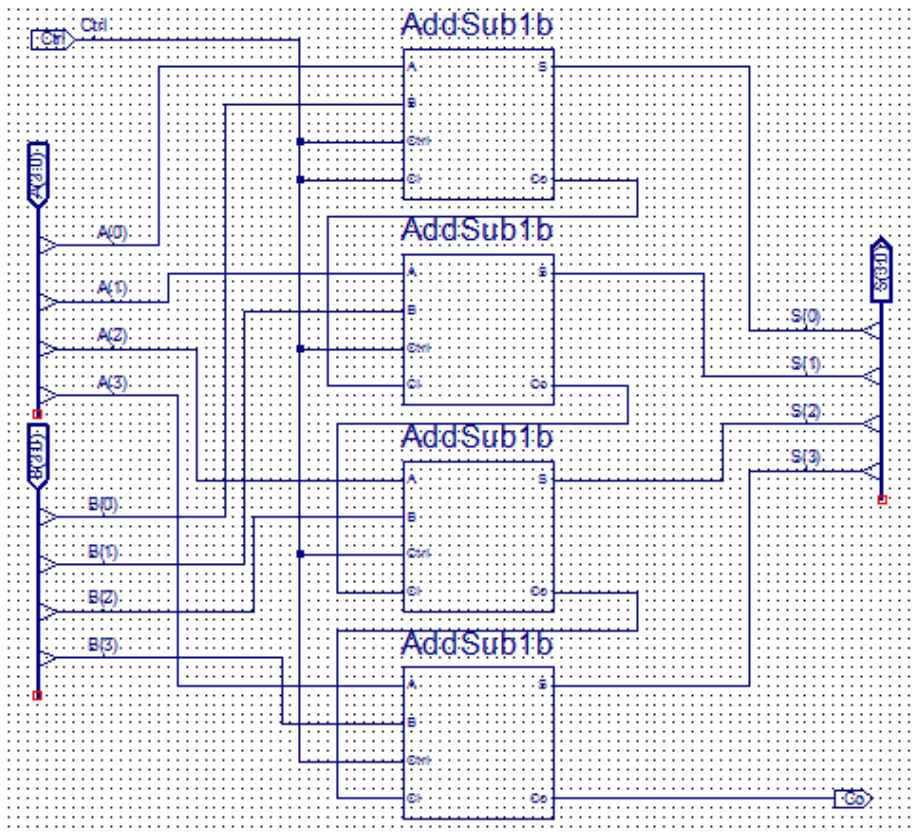 Ctrl Ctrl
AddSub1b
A S
B
Ctrl
CI Co
A(3:0)
A(0)
A(1)
A(2)
A(3)
AddSub1b
A S
B
Ctrl
CI Co
S(3:0)
S(0)
S(1)
S(2)
S(3)
B(3:0)
B(0)
B(1)
B(2)
B(3)
AddSub1b
A S
B
Ctrl
CI Co
AddSub1b
A S
B
Ctrl
CI Co
Co